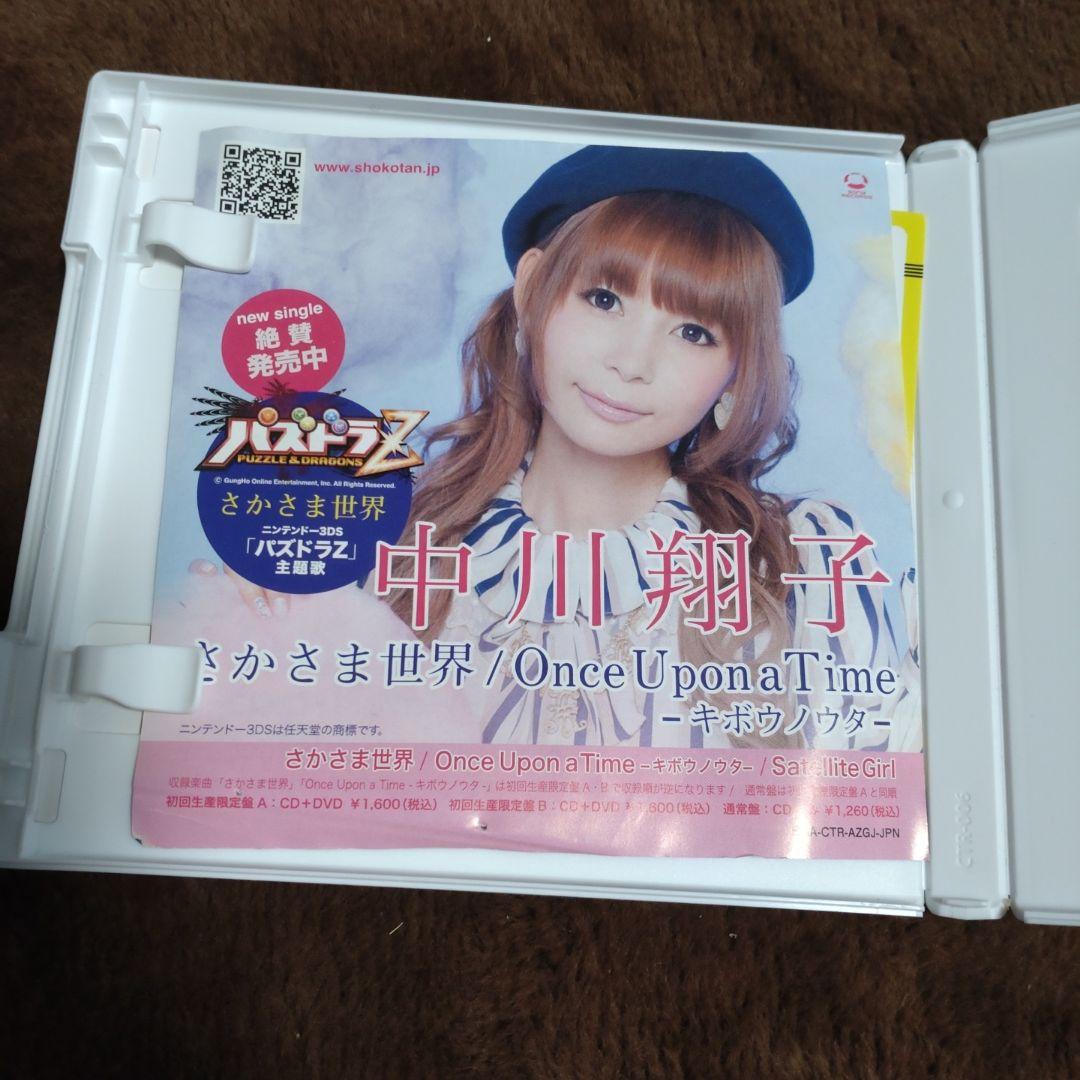 www.shokotan.jp
new single
絶賛
発売中
パズドラZ
PUZZLE & DRAGONS
© GungHo Online Entertainment, Inc. All Rights Reserved.
さかさま世界
ニンテンドー3DS
「パズドラZ」
主題歌
中川翔子
さかさま世界 / Once Upon a Time
−キボウノウタ−
ニンテンドー3DSは任天堂の商標です。
さかさま世界 / Once Upon a Time −キボウノウタ− / Satellite Girl
収録楽曲「さかさま世界」「Once Upon a Time - キボウノウタ-」は初回生産限定盤A・Bで収録順が逆になります / 通常盤は初回生産限定盤Aと同順
初回生産限定盤A：CD+DVD ¥1,600(税込) 初回生産限定盤B：CD+DVD ¥1,600(税込) 通常盤：CD ¥1,260(税込)
A-CTR-AZGJ-JPN
CTR-006